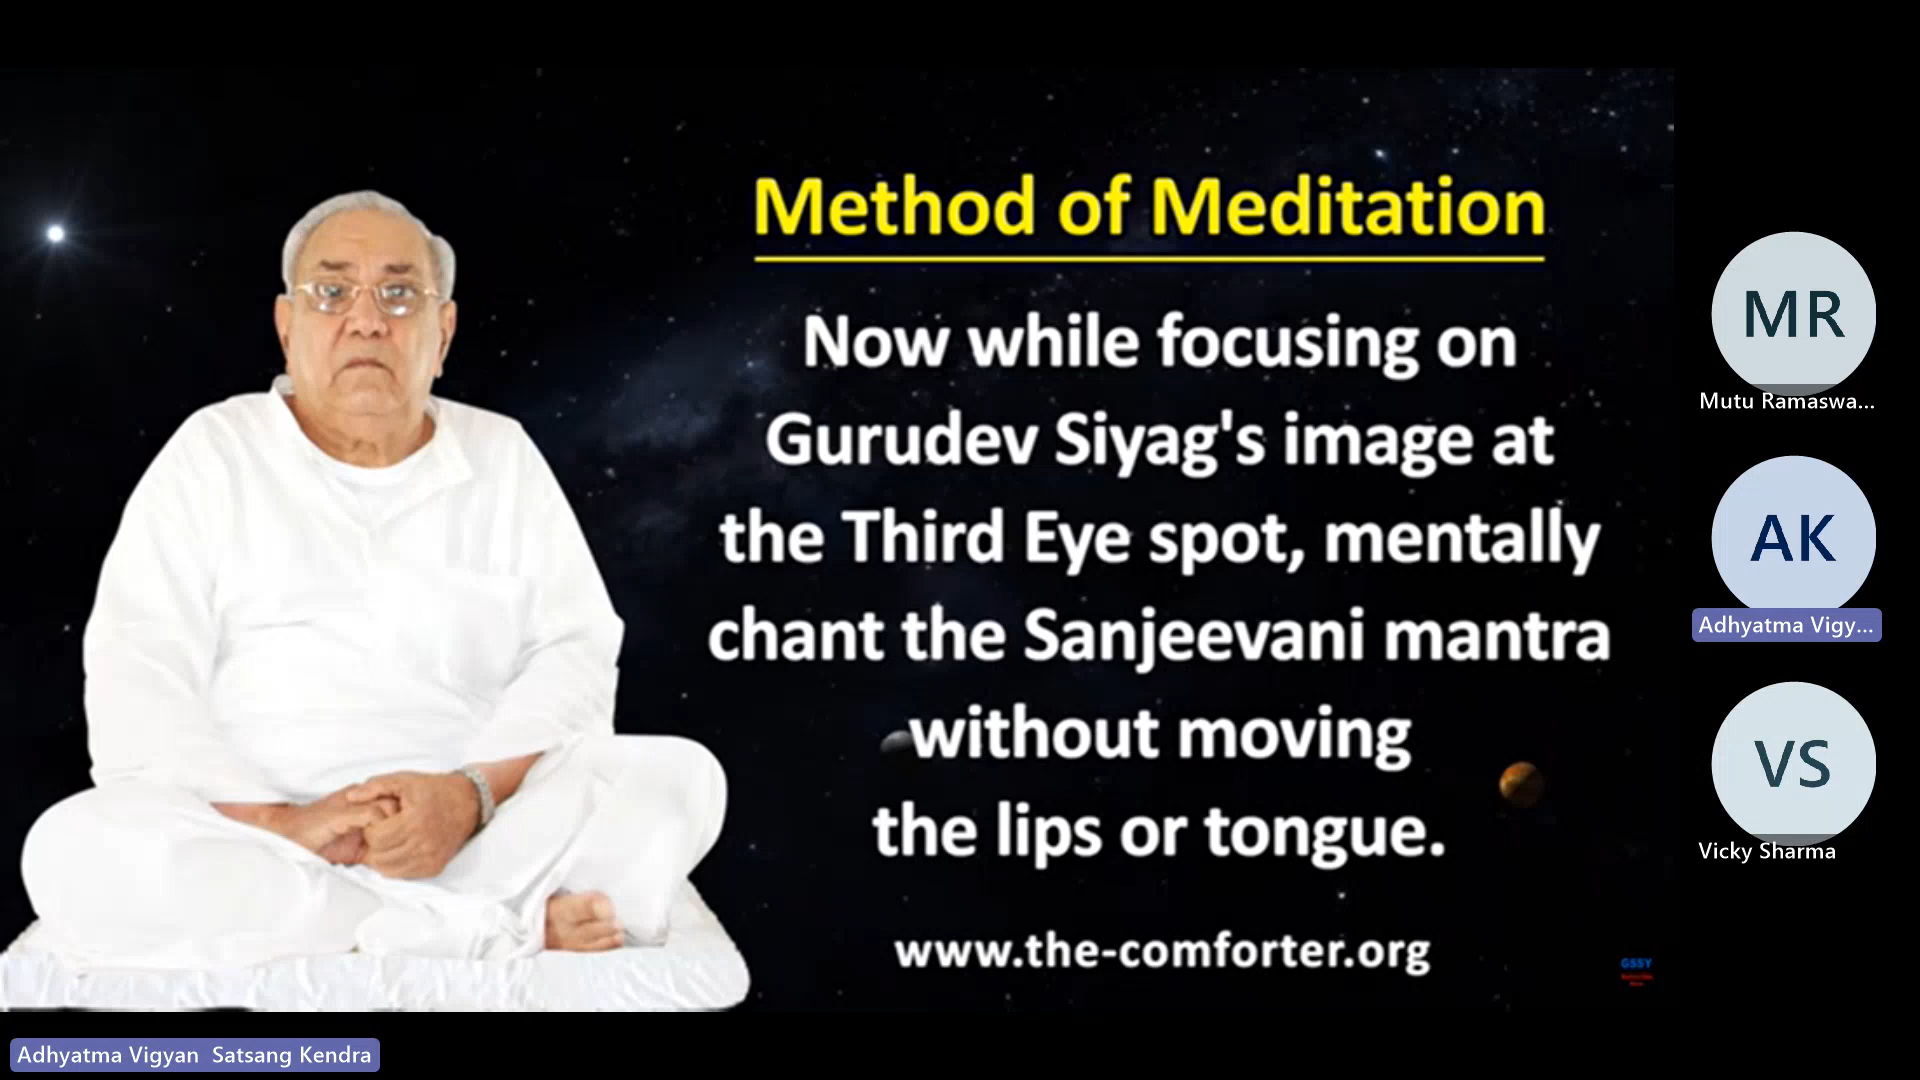 Method of Meditation
Now while focusing on
Gurudev Siyag's image at
the Third Eye spot, mentally
chant the Sanjeevani mantra
without moving
the lips or tongue.
www.the-comforter.org
GSSY
Adhyatma Vigyan Satsang Kendra
MR
Mutu Ramaswa...
AK
Adhyatma Vigy...
VS
Vicky Sharma